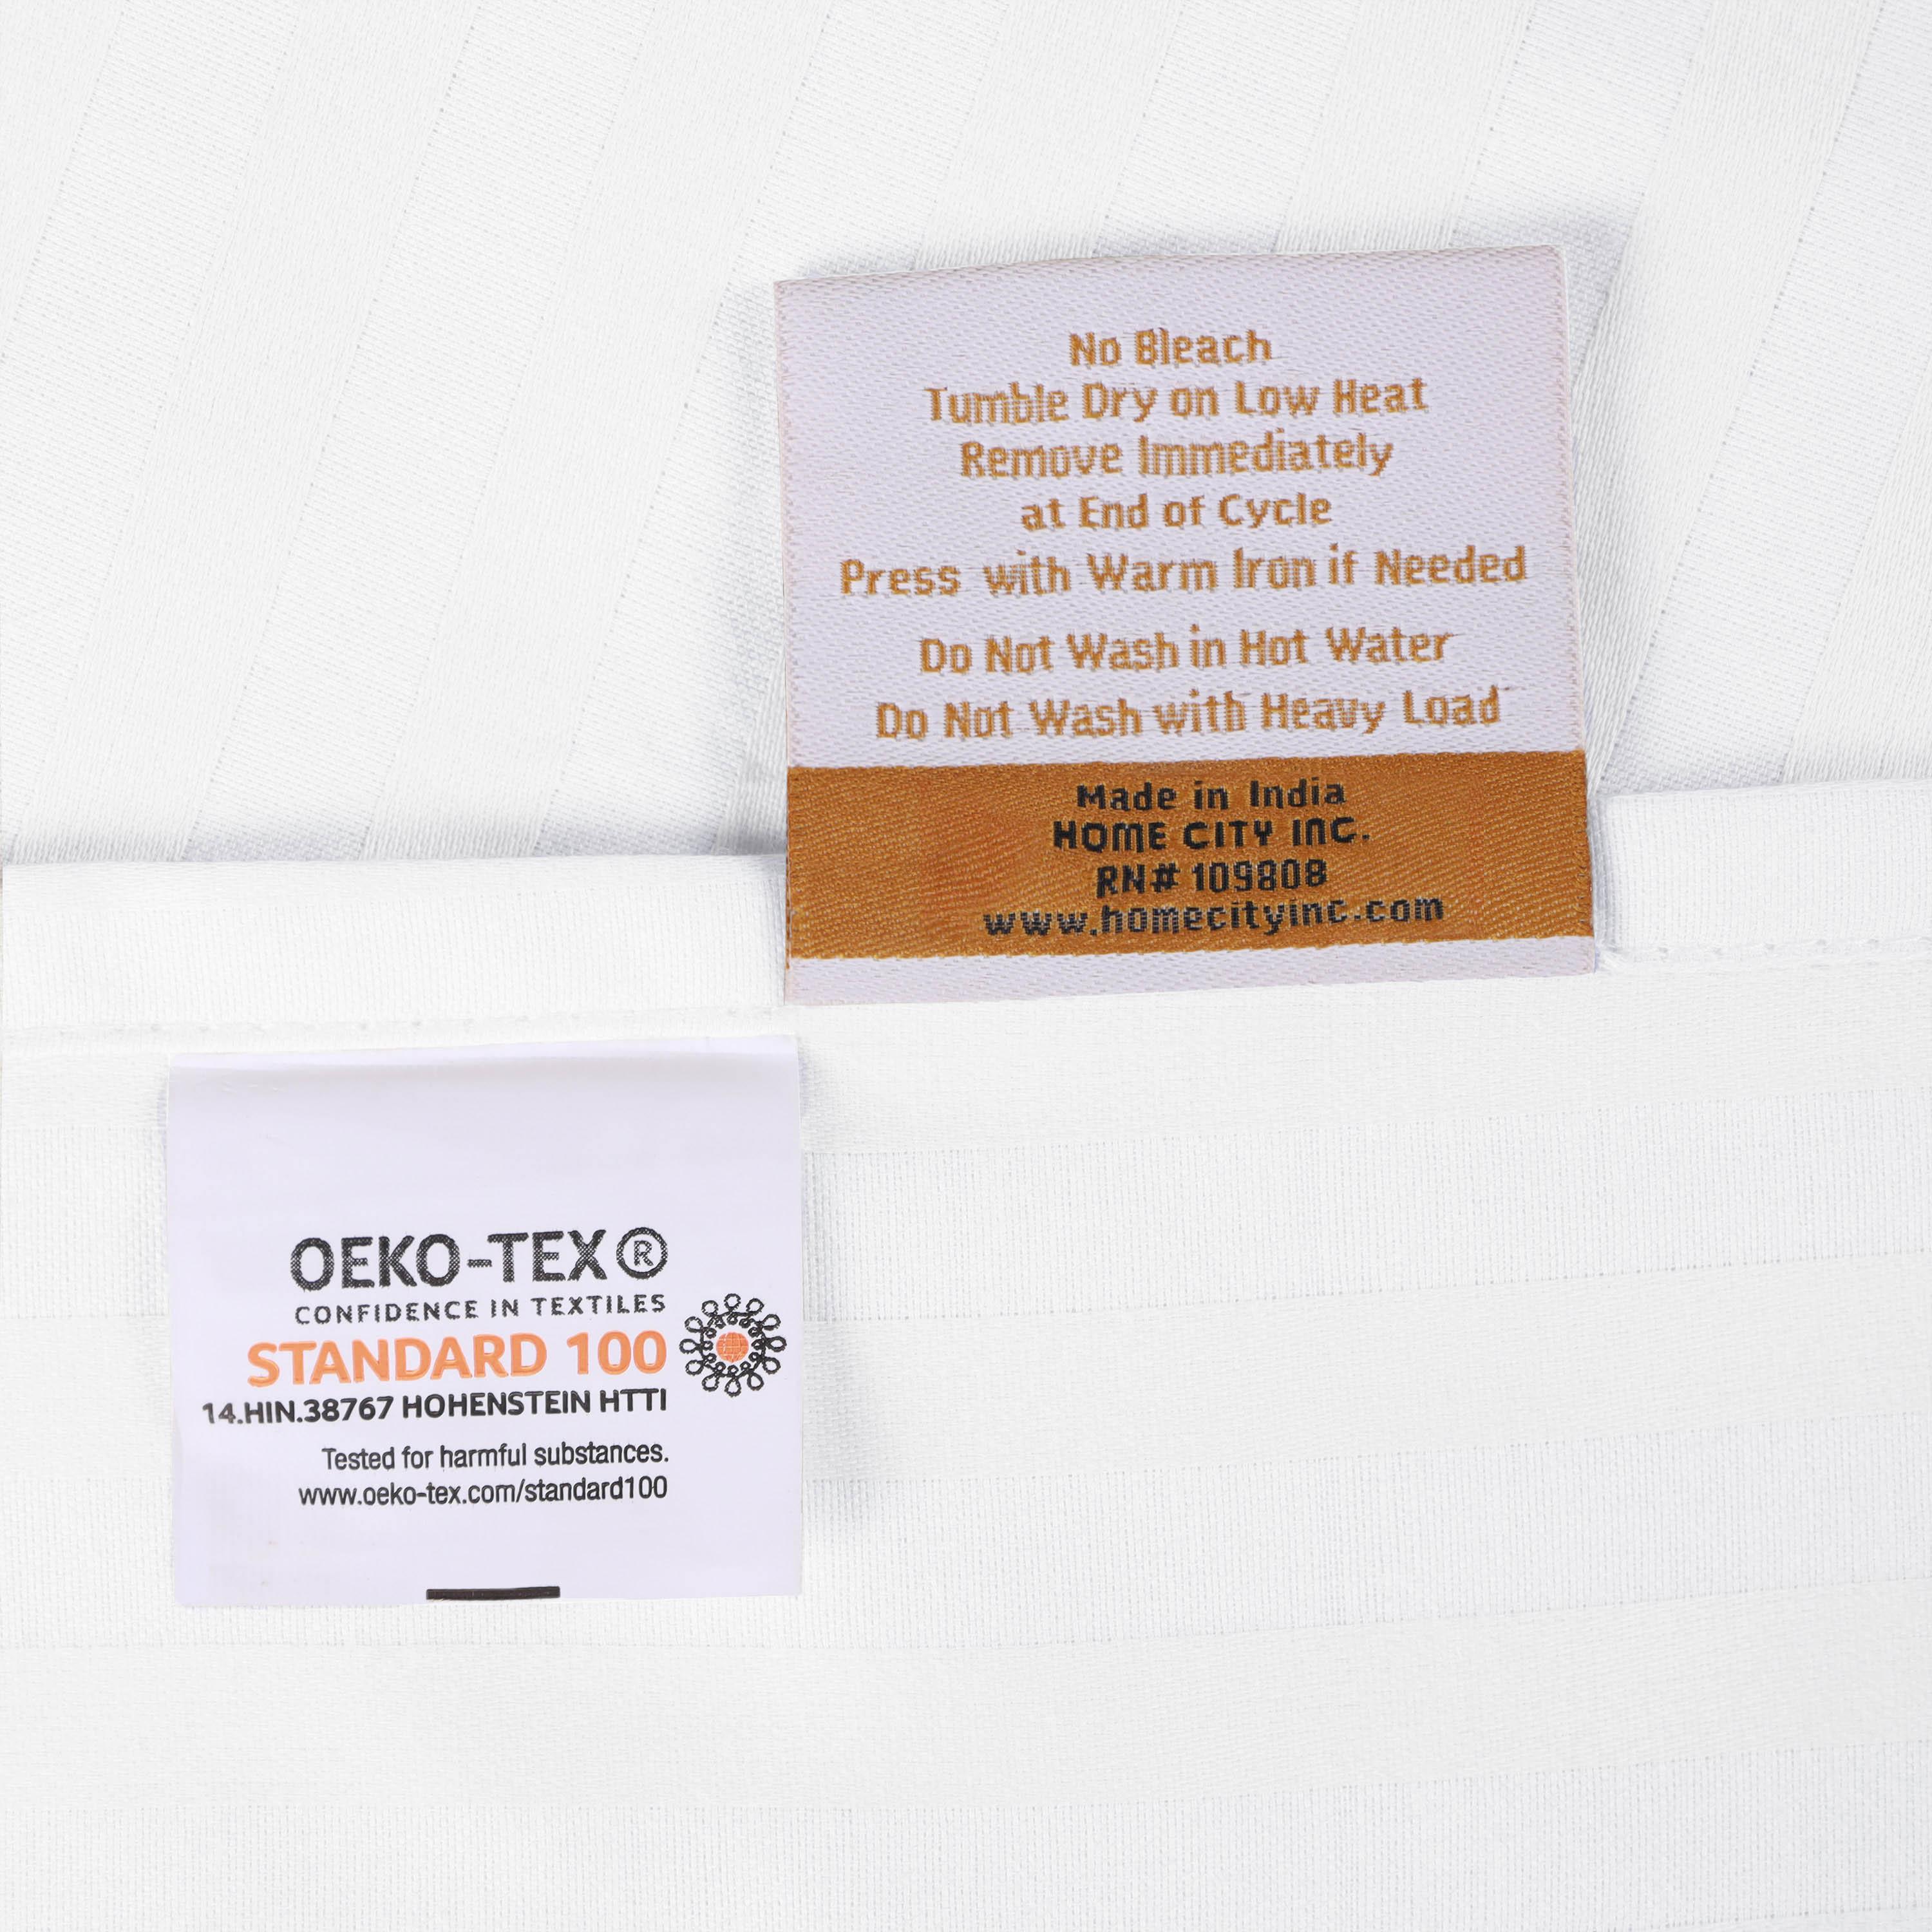 No Bleach
Tumble Dry on Low Heat
Remove Immediately
at End of Cycle
Press with Warm Iron if Needed
Do Not Wash in Hot Water
Do Not Wash with Heavy Load
Made in India
HOME CITY INC.
RN# 109808
www.homecityinc.com
OEKO-TEX®
CONFIDENCE IN TEXTILES
STANDARD 100
14.HIN.38767 HOHENSTEIN HTTI
Tested for harmful substances.
www.oeko-tex.com/standard100